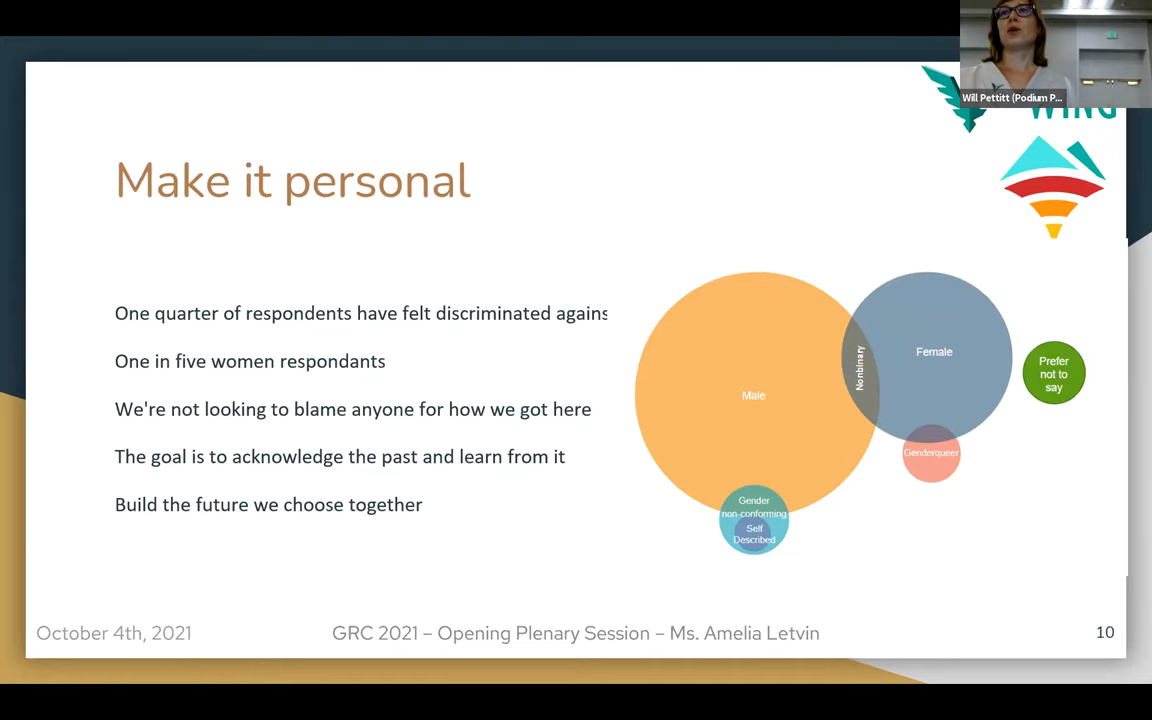 Will Pettitt (Podium P...
WING
Make it personal
One quarter of respondents have felt discriminated agains
One in five women respondants
We're not looking to blame anyone for how we got here
The goal is to acknowledge the past and learn from it
Build the future we choose together
Male
Nonbinary
Female
Prefer
not to
say
Genderqueer
Gender
non-conforming
Self
Described
October 4th, 2021
GRC 2021 – Opening Plenary Session – Ms. Amelia Letvin
10